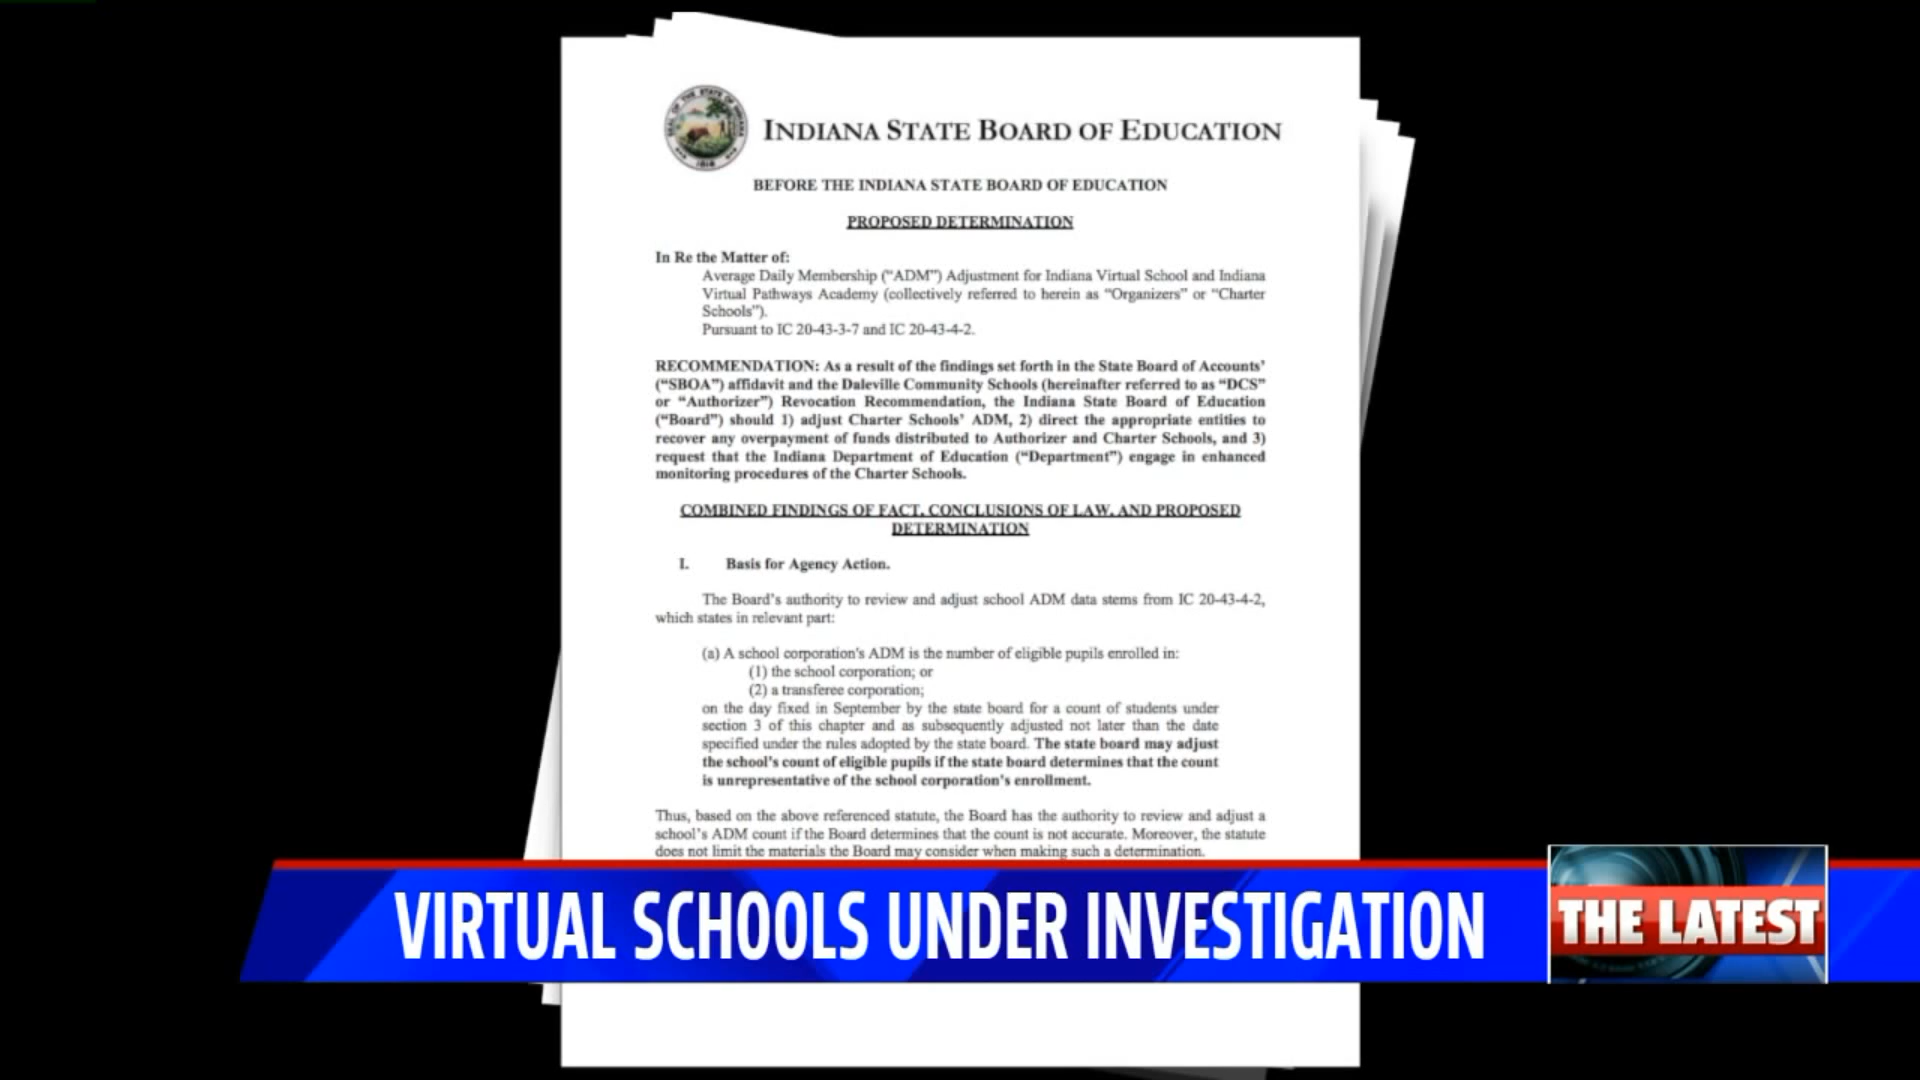 SEAL OF THE STATE OF INDIANA
1816
INDIANA STATE BOARD OF EDUCATION
BEFORE THE INDIANA STATE BOARD OF EDUCATION
PROPOSED DETERMINATION
In Re the Matter of:
Average Daily Membership (“ADM”) Adjustment for Indiana Virtual School and Indiana
Virtual Pathways Academy (collectively referred to herein as “Organizers” or “Charter
Schools”).
Pursuant to IC 20-43-3-7 and IC 20-43-4-2.
RECOMMENDATION: As a result of the findings set forth in the State Board of Accounts’
(“SBOA”) affidavit and the Daleville Community Schools (hereinafter referred to as “DCS”
or “Authorizer”) Revocation Recommendation, the Indiana State Board of Education
(“Board”) should 1) adjust Charter Schools’ ADM, 2) direct the appropriate entities to
recover any overpayment of funds distributed to Authorizer and Charter Schools, and 3)
request that the Indiana Department of Education (“Department”) engage in enhanced
monitoring procedures of the Charter Schools.
COMBINED FINDINGS OF FACT, CONCLUSIONS OF LAW, AND PROPOSED
DETERMINATION
I. Basis for Agency Action.
The Board’s authority to review and adjust school ADM data stems from IC 20-43-4-2,
which states in relevant part:
(a) A school corporation's ADM is the number of eligible pupils enrolled in:
(1) the school corporation; or
(2) a transferee corporation;
on the day fixed in September by the state board for a count of students under
section 3 of this chapter and as subsequently adjusted not later than the date
specified under the rules adopted by the state board. The state board may adjust
the school's count of eligible pupils if the state board determines that the count
is unrepresentative of the school corporation's enrollment.
Thus, based on the above referenced statute, the Board has the authority to review and adjust a
school’s ADM count if the Board determines that the count is not accurate. Moreover, the statute
does not limit the materials the Board may consider when making such a determination.
VIRTUAL SCHOOLS UNDER INVESTIGATION
THE LATEST